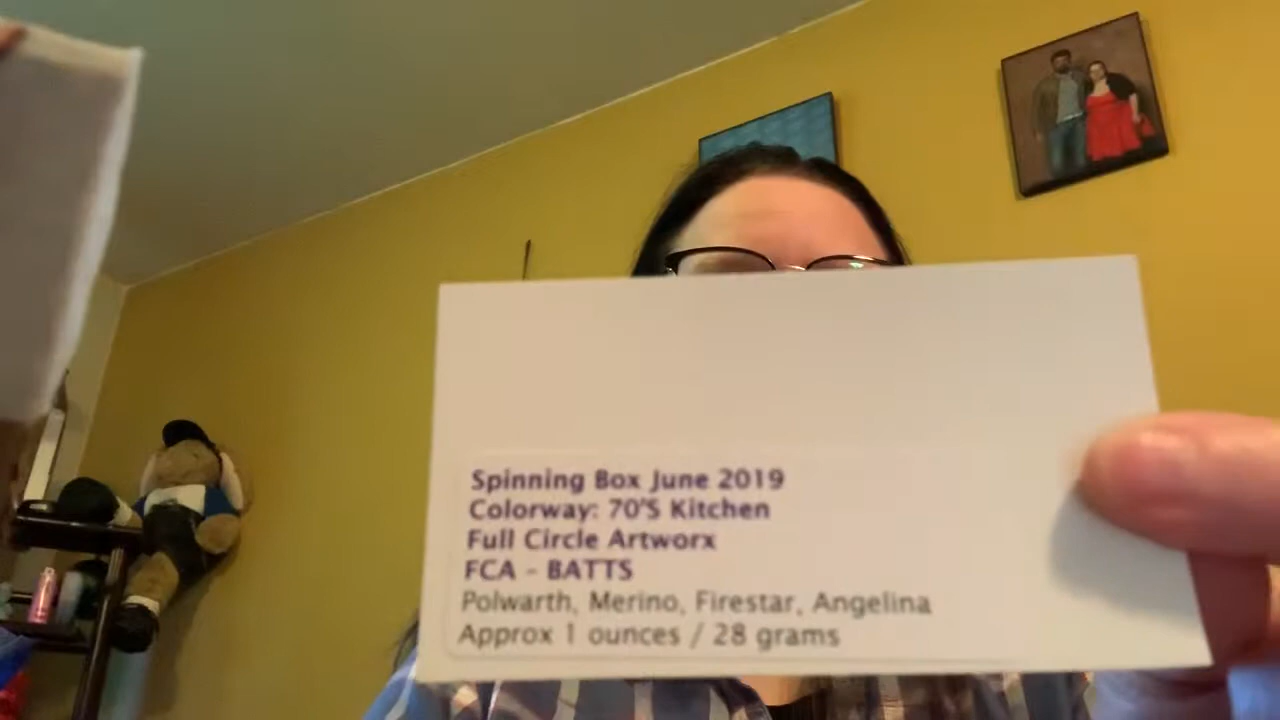 Spinning Box June 2019
Colorway: 70'S Kitchen
Full Circle Artworx
FCA - BATTS
Polwarth, Merino, Firestar, Angelina
Approx 1 ounces / 28 grams